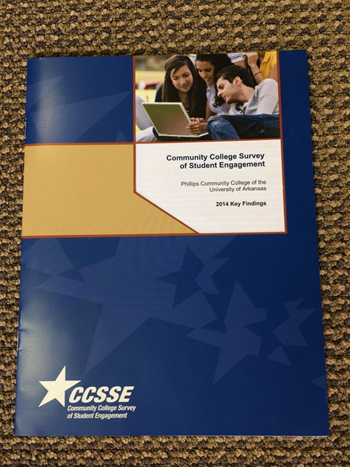 Community College Survey
of Student Engagement
Phillips Community College of the
University of Arkansas
2014 Key Findings
CCSSE
Community College Survey
of Student Engagement